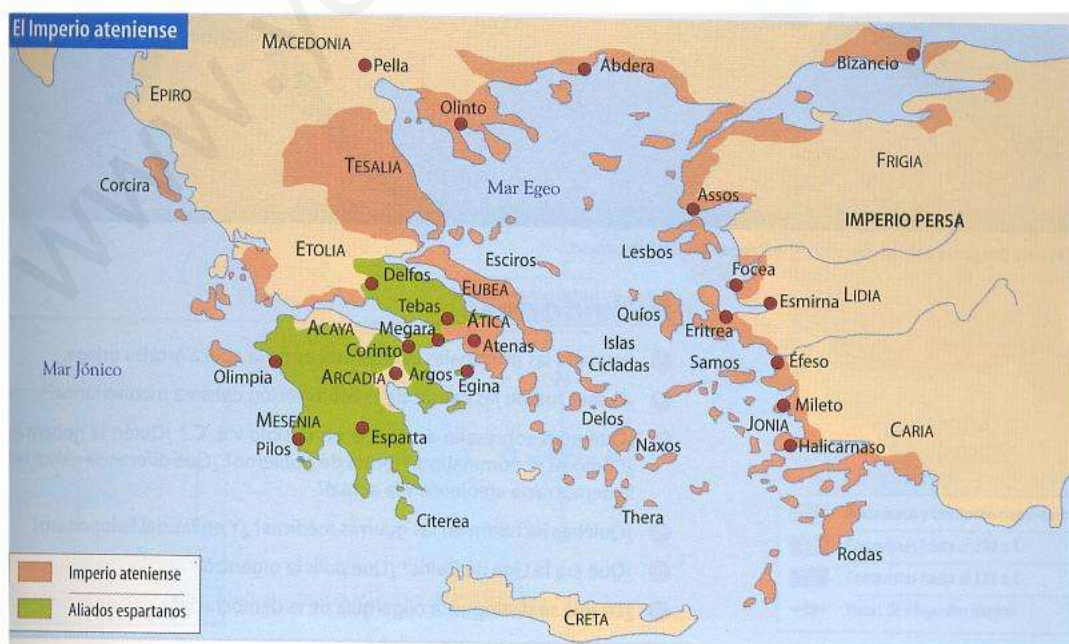 El Imperio ateniense
MACEDONIA
Pella
Abdera
Bizancio
EPIRO
Olinto
TESALIA
FRIGIA
Corcira
Mar Egeo
Assos
IMPERIO PERSA
ETOLIA
Esciros
Lesbos
Delfos
EUBEA
Focea
Tebas
Esmirna
LIDIA
Quíos
ACAYA
Megara
ÁTICA
Eritrea
Corinto
Atenas
Islas
Cícladas
Samos
Éfeso
Mar Jónico
Olimpia
ARCADIA
Argos
Egina
Mileto
MESENIA
Delos
JONIA
CARIA
Pilos
Esparta
Naxos
Halicarnaso
Citerea
Thera
Rodas
Imperio ateniense
Aliados espartanos
CRETA